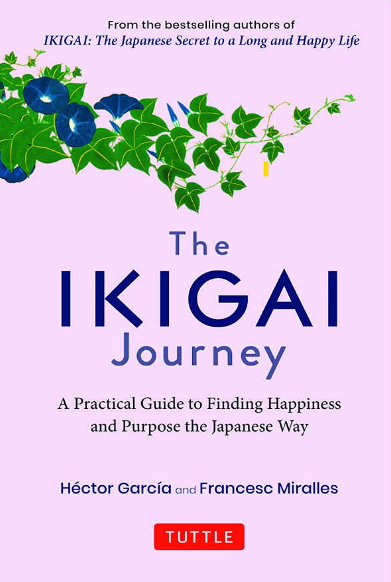 From the bestselling authors of
IKIGAI: The Japanese Secret to a Long and Happy Life
The
IKIGAI
Journey
A Practical Guide to Finding Happiness
and Purpose the Japanese Way
Héctor García and Francesc Miralles
TUTTLE